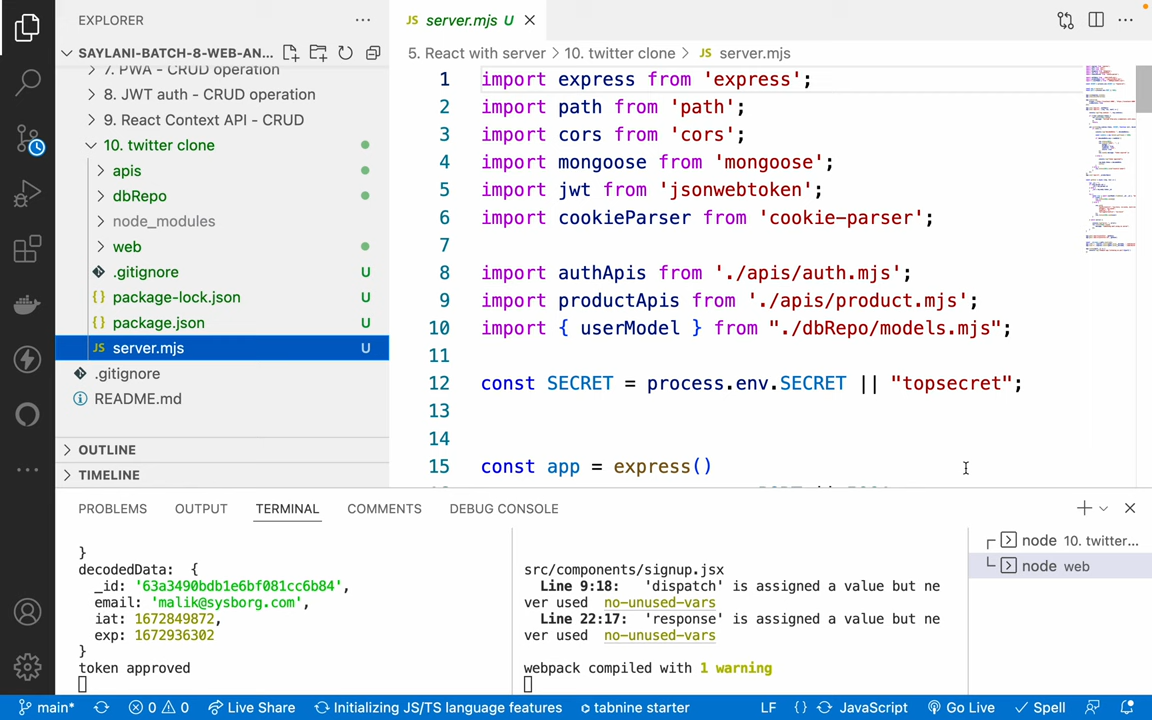 EXPLORER
SAYLANI-BATCH-8-WEB-AN...
7. PWA - CRUD operation
8. JWT auth - CRUD operation
9. React Context API - CRUD
10. twitter clone
apis
dbRepo
node_modules
web
.gitignore U
package-lock.json U
package.json U
JS server.mjs U
.gitignore
README.md
OUTLINE
TIMELINE
JS server.mjs U
5. React with server > 10. twitter clone > JS server.mjs
1 import express from 'express';
2 import path from 'path';
3 import cors from 'cors';
4 import mongoose from 'mongoose';
5 import jwt from 'jsonwebtoken';
6 import cookieParser from 'cookie-parser';
7
8 import authApis from './apis/auth.mjs';
9 import productApis from './apis/product.mjs';
10 import { userModel } from "./dbRepo/models.mjs";
11
12 const SECRET = process.env.SECRET || "topsecret";
13
14
15 const app = express()
PROBLEMS OUTPUT TERMINAL COMMENTS DEBUG CONSOLE
}
decodedData: {
_id: '63a3490bdb1e6bf081cc6b84',
email: 'malik@sysborg.com',
iat: 1672849872,
exp: 1672936302
}
token approved
src/components/signup.jsx
Line 9:18: 'dispatch' is assigned a value but ne
ver used no-unused-vars
Line 22:17: 'response' is assigned a value but ne
ver used no-unused-vars
webpack compiled with 1 warning
node 10. twitter...
node web
main* 0 0 Live Share Initializing JS/TS language features tabnine starter LF {} JavaScript Go Live Spell